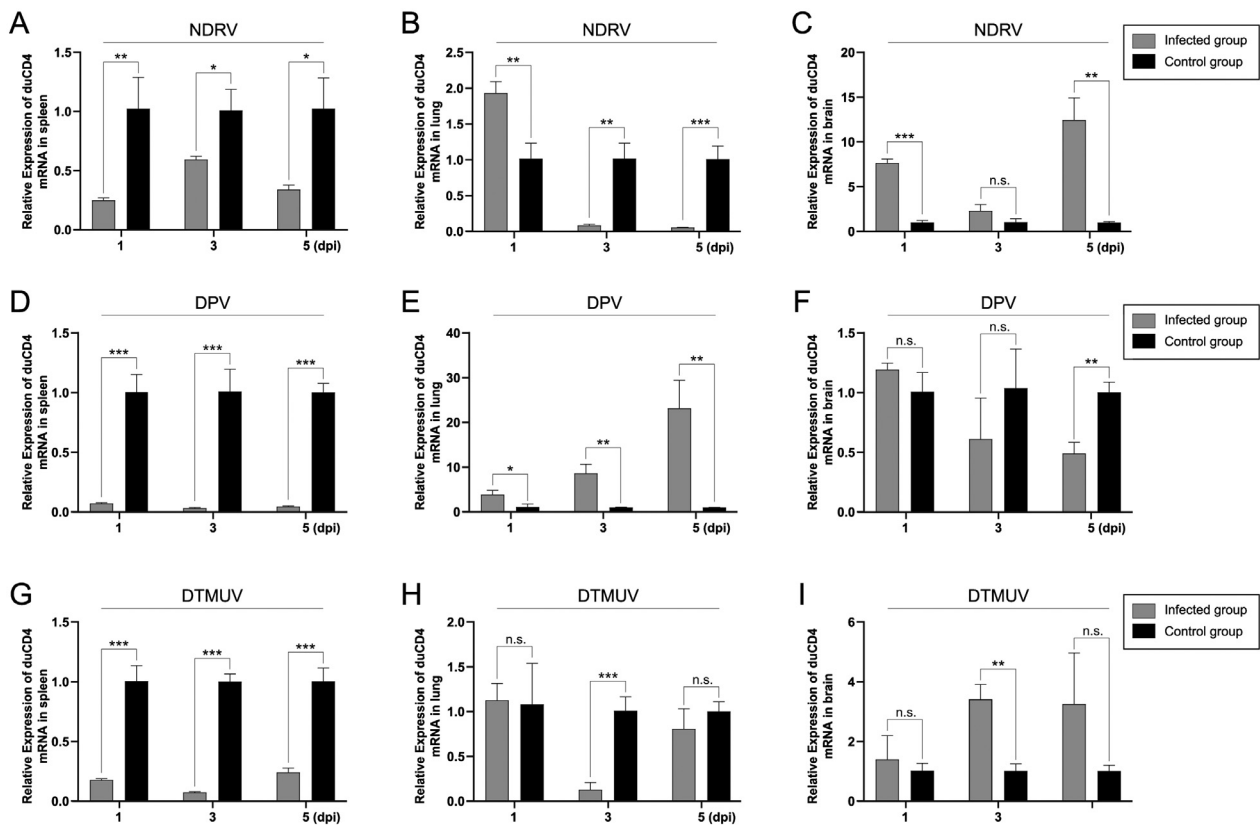 A
NDRV
Relative Expression of duCD4
mRNA in spleen
1.5
1.0
0.5
0.0
**
*
*
1
3
5 (dpi)
B
NDRV
Relative Expression of duCD4
mRNA in lung
2.5
2.0
1.5
1.0
0.5
0.0
**
**
***
1
3
5 (dpi)
C
NDRV
Relative Expression of duCD4
mRNA in brain
20
15
10
5
0
***
n.s.
**
1
3
5 (dpi)
Infected group
Control group
D
DPV
Relative Expression of duCD4
mRNA in spleen
1.5
1.0
0.5
0.0
***
***
***
1
3
5 (dpi)
E
DPV
Relative Expression of duCD4
mRNA in lung
40
30
20
10
0
*
**
**
1
3
5 (dpi)
F
DPV
Relative Expression of duCD4
mRNA in brain
1.5
1.0
0.5
0.0
n.s.
n.s.
**
1
3
5 (dpi)
Infected group
Control group
G
DTMUV
Relative Expression of duCD4
mRNA in spleen
1.5
1.0
0.5
0.0
***
***
***
1
3
5 (dpi)
H
DTMUV
Relative Expression of duCD4
mRNA in lung
2.0
1.5
1.0
0.5
0.0
n.s.
***
n.s.
1
3
5 (dpi)
I
DTMUV
Relative Expression of duCD4
mRNA in brain
6
4
2
0
n.s.
**
n.s.
1
3
Infected group
Control group